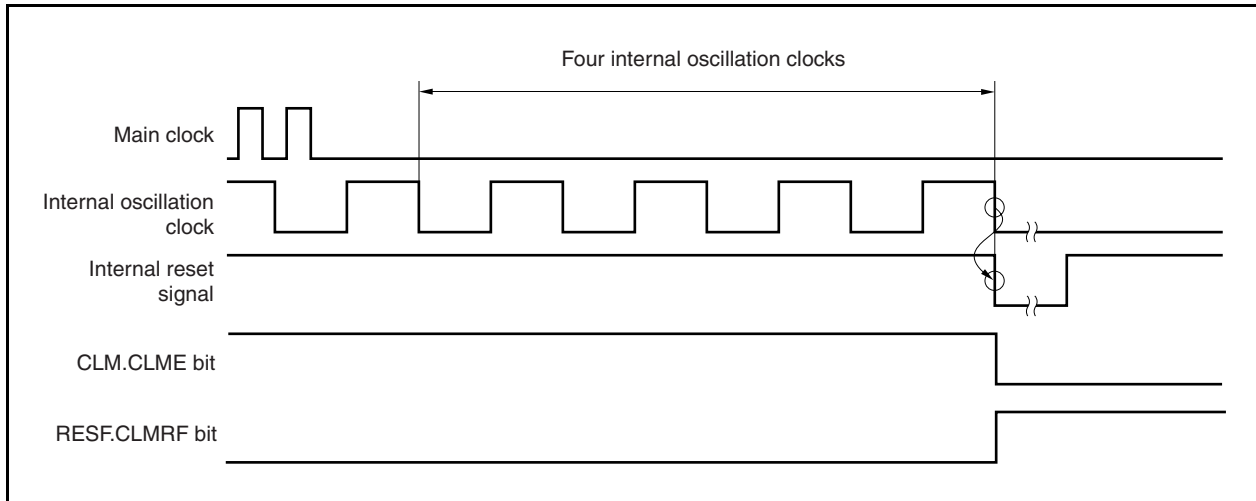 Four internal oscillation clocks
Main clock
Internal oscillation
clock
Internal reset
signal
CLM.CLME bit
RESF.CLMRF bit